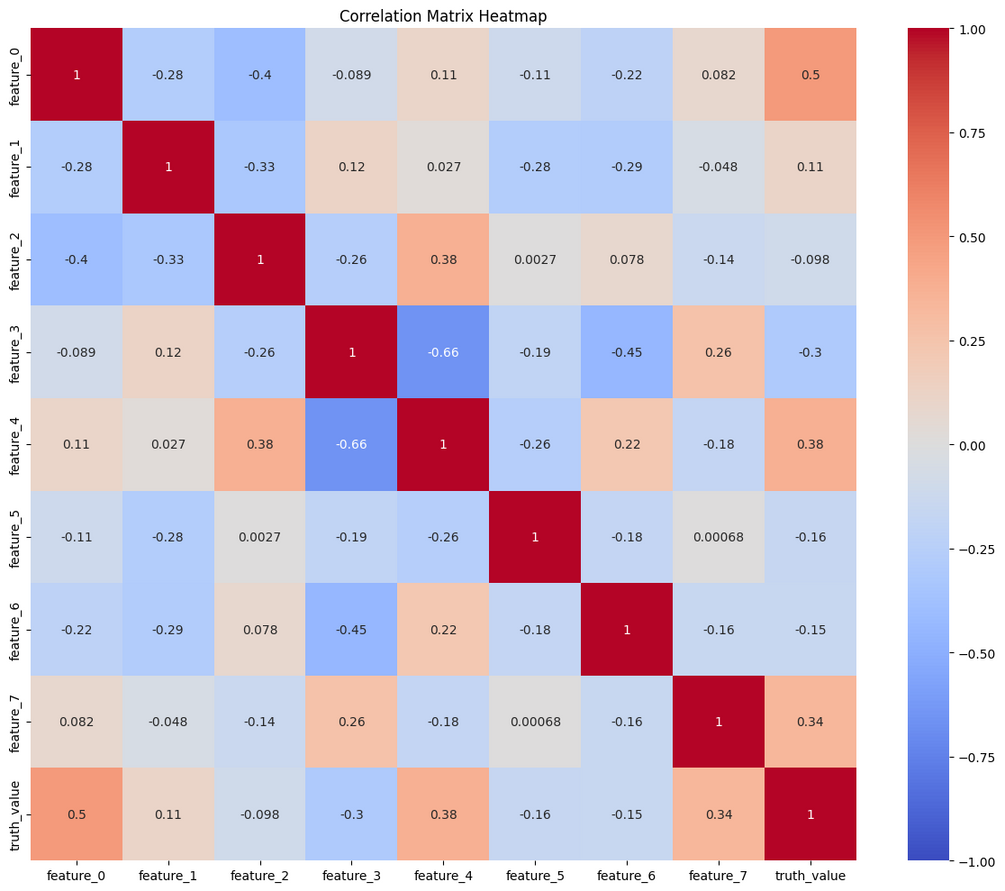 Correlation Matrix Heatmap
feature_0 1 -0.28 -0.4 -0.089 0.11 -0.11 -0.22 0.082 0.5
feature_1 -0.28 1 -0.33 0.12 0.027 -0.28 -0.29 -0.048 0.11
feature_2 -0.4 -0.33 1 -0.26 0.38 0.0027 0.078 -0.14 -0.098
feature_3 -0.089 0.12 -0.26 1 -0.66 -0.19 -0.45 0.26 -0.3
feature_4 0.11 0.027 0.38 -0.66 1 -0.26 0.22 -0.18 0.38
feature_5 -0.11 -0.28 0.0027 -0.19 -0.26 1 -0.18 0.00068 -0.16
feature_6 -0.22 -0.29 0.078 -0.45 0.22 -0.18 1 -0.16 -0.15
feature_7 0.082 -0.048 -0.14 0.26 -0.18 0.00068 -0.16 1 0.34
truth_value 0.5 0.11 -0.098 -0.3 0.38 -0.16 -0.15 0.34 1
feature_0 feature_1 feature_2 feature_3 feature_4 feature_5 feature_6 feature_7 truth_value
1.00
0.75
0.50
0.25
0.00
−0.25
−0.50
−0.75
−1.00